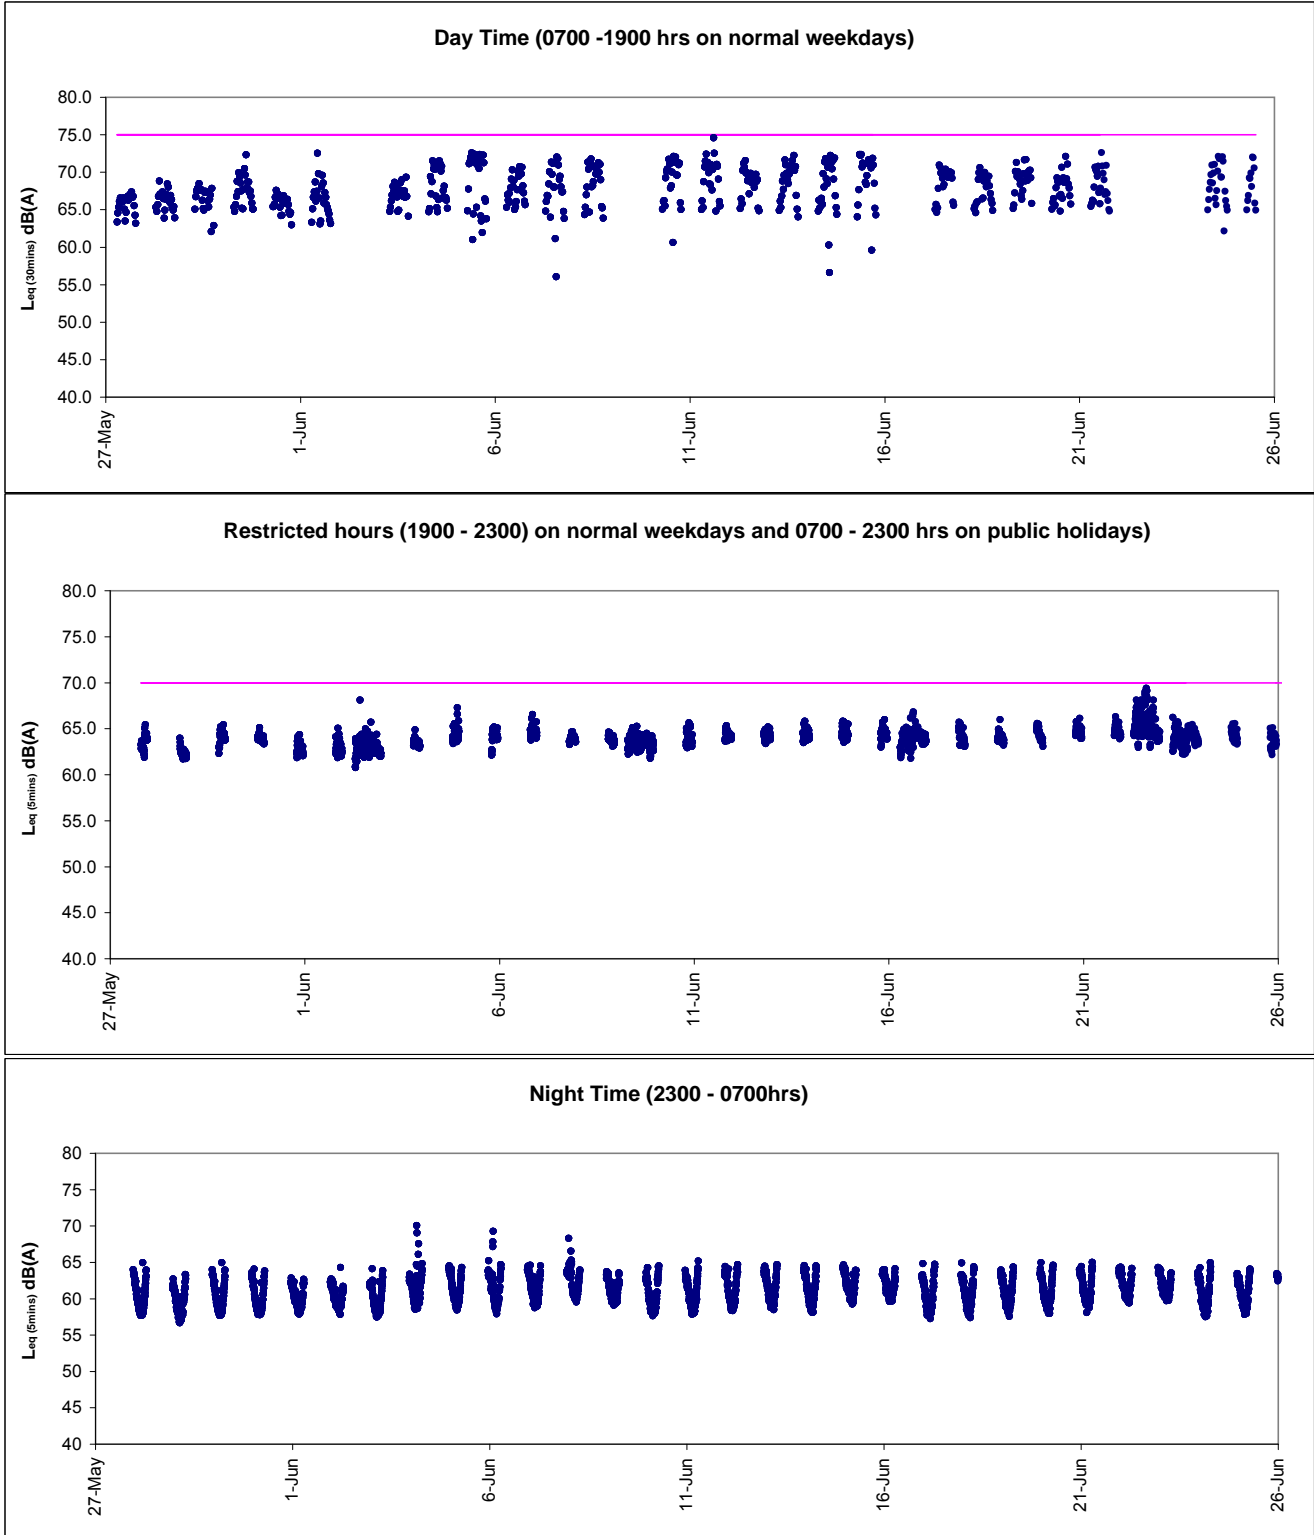 Day Time (0700 -1900 hrs on normal weekdays)
Leq (30mins) dB(A)
80.0
75.0
70.0
65.0
60.0
55.0
50.0
45.0
40.0
27-May
1-Jun
6-Jun
11-Jun
16-Jun
21-Jun
26-Jun
Restricted hours (1900 - 2300) on normal weekdays and 0700 - 2300 hrs on public holidays)
Leq (5mins) dB(A)
80.0
75.0
70.0
65.0
60.0
55.0
50.0
45.0
40.0
27-May
1-Jun
6-Jun
11-Jun
16-Jun
21-Jun
26-Jun
Night Time (2300 - 0700hrs)
Leq (5mins) dB(A)
80
75
70
65
60
55
50
45
40
27-May
1-Jun
6-Jun
11-Jun
16-Jun
21-Jun
26-Jun